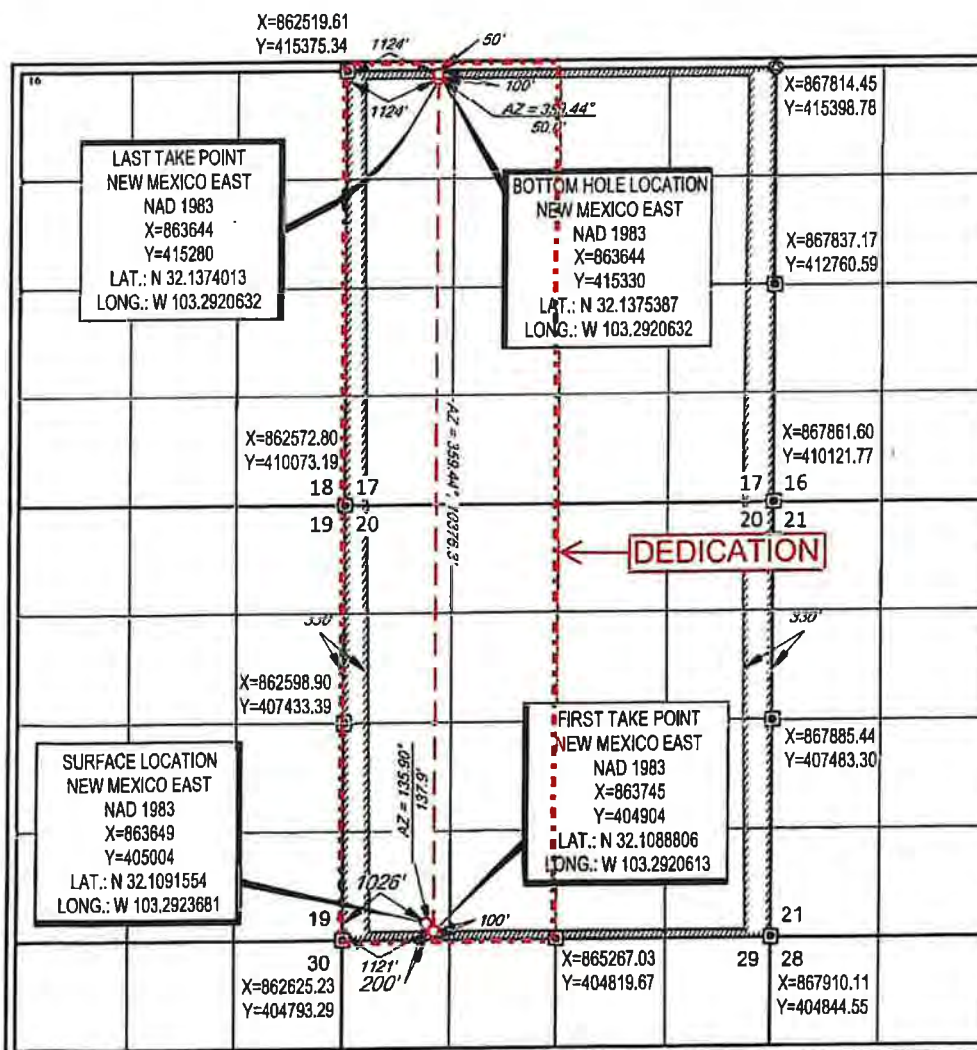 X=862519.61
Y=415375.34
1124'
50'
16
1124'
100'
AZ = 359.44°
X=867814.45
Y=415398.78
LAST TAKE POINT
NEW MEXICO EAST
NAD 1983
X=863644
Y=415280
LAT.: N 32.1374013
LONG.: W 103.2920632
BOTTOM HOLE LOCATION
NEW MEXICO EAST
NAD 1983
X=863644
Y=415330
LAT.: N 32.1375387
LONG.: W 103.2920632
X=867837.17
Y=412760.59
AZ = 359.44°, 10376.3'
X=862572.80
Y=410073.19
18 17
19 20
X=867861.60
Y=410121.77
17 16
20 21
DEDICATION
330'
330'
X=862598.90
Y=407433.39
X=867885.44
Y=407483.30
SURFACE LOCATION
NEW MEXICO EAST
NAD 1983
X=863649
Y=405004
LAT.: N 32.1091554
LONG.: W 103.2923681
AZ = 135.90°
137.9'
FIRST TAKE POINT
NEW MEXICO EAST
NAD 1983
X=863745
Y=404904
LAT.: N 32.1088806
LONG.: W 103.2920613
1026'
100'
19
21
30
1121'
200'
29 28
X=862625.23
Y=404793.29
X=865267.03
Y=404819.67
X=867910.11
Y=404844.55